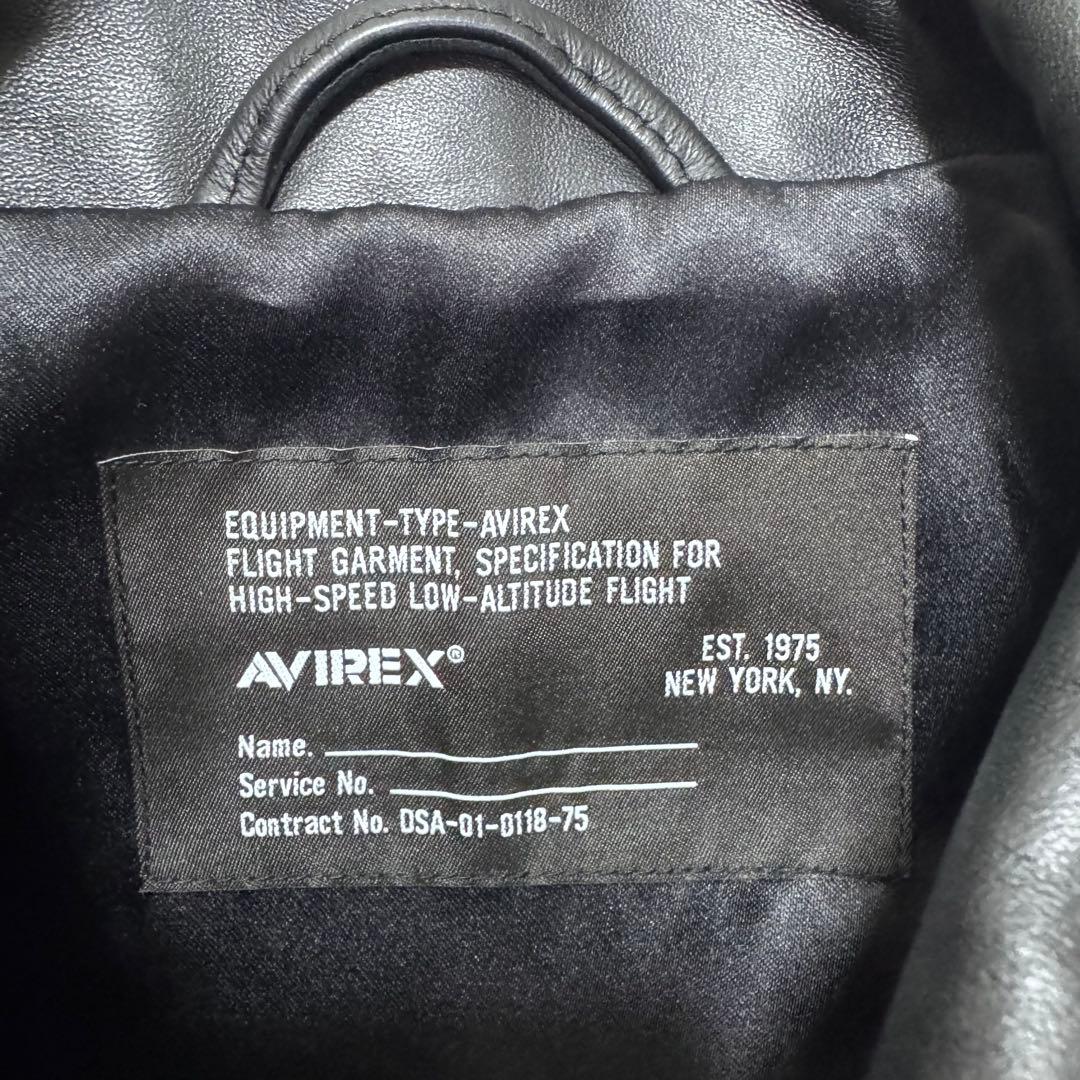 EQUIPMENT-TYPE-AVIREX
FLIGHT GARMENT, SPECIFICATION FOR
HIGH-SPEED LOW-ALTITUDE FLIGHT
AVIREX®
EST. 1975
NEW YORK, NY.
Name.
Service No.
Contract No. DSA-01-0118-75